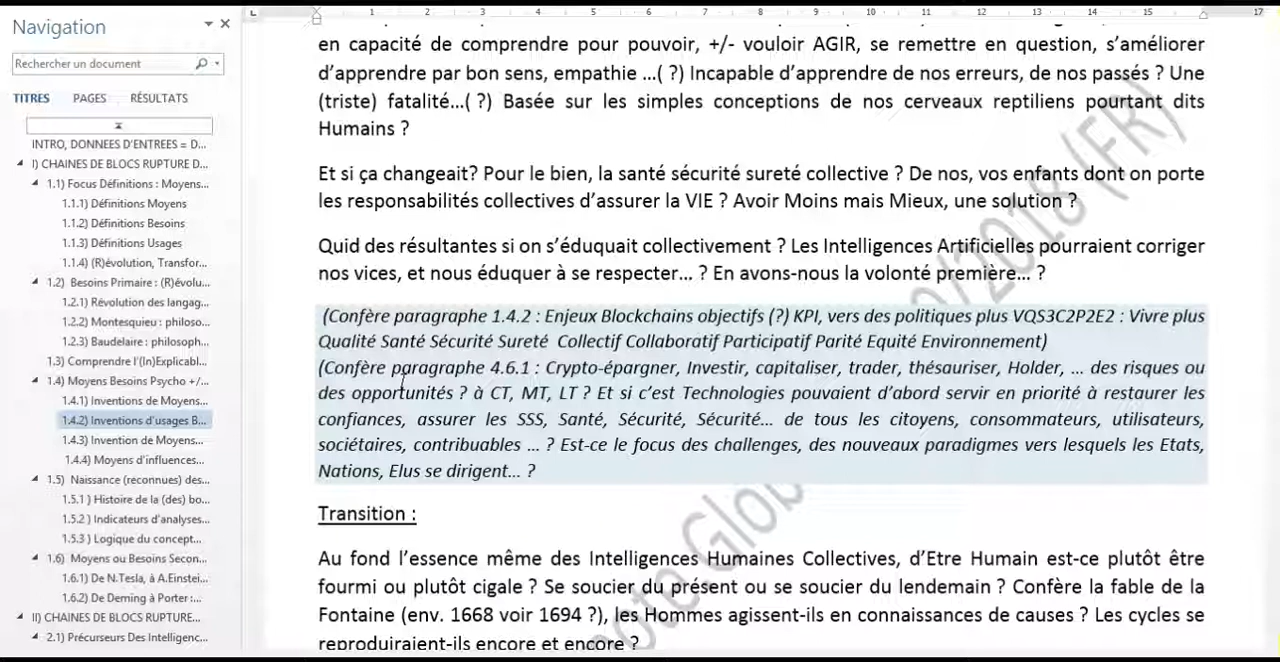 Navigation
Rechercher un document
TITRES PAGES RÉSULTATS
INTRO, DONNEES D'ENTREES = D...
I) CHAINES DE BLOCS RUPTURE D...
1.1) Focus Définitions : Moyens...
1.1.1) Définitions Moyens
1.1.2) Définitions Besoins
1.1.3) Définitions Usages
1.1.4) (R)évolution, Transfor...
1.2) Besoins Primaire : (R)évolu...
1.2.1) Révolution des langag...
1.2.2) Montesquieu : philoso...
1.2.3) Baudelaire : philosoph...
1.3) Comprendre l'(In)Explicabl...
1.4) Moyens Besoins Psycho +/...
1.4.1) Inventions de Moyens...
1.4.2) Inventions d'usages B...
1.4.3) Invention de Moyens...
1.4.4) Moyens d'influences...
1.5) Naissance (reconnues) des...
1.5.1 ) Histoire de la (des) bo...
1.5.2 ) Indicateurs d'analyses...
1.5.3 ) Logique du concept...
1.6) Moyens ou Besoins Secon...
1.6.1) De N.Tesla, à A.Einstei...
1.6.2) De Deming à Porter :...
II) CHAINES DE BLOCS RUPTURE...
2.1) Précurseurs Des Intelligenc...
1 2 3 4 5 6 7 8 9 10 11 12 13 14 15 17
en capacité de comprendre pour pouvoir, +/- vouloir AGIR, se remettre en question, s'améliorer
d'apprendre par bon sens, empathie ...( ?) Incapable d'apprendre de nos erreurs, de nos passés ? Une
(triste) fatalité...( ?) Basée sur les simples conceptions de nos cerveaux reptiliens pourtant dits
Humains ?
Et si ça changeait? Pour le bien, la santé sécurité sureté collective ? De nos, vos enfants dont on porte
les responsabilités collectives d'assurer la VIE ? Avoir Moins mais Mieux, une solution ?
Quid des résultantes si on s'éduquait collectivement ? Les Intelligences Artificielles pourraient corriger
nos vices, et nous éduquer à se respecter... ? En avons-nous la volonté première... ?
(Confère paragraphe 1.4.2 : Enjeux Blockchains objectifs (?) KPI, vers des politiques plus VQS3C2P2E2 : Vivre plus
Qualité Santé Sécurité Sureté Collectif Collaboratif Participatif Parité Equité Environnement)
(Confère paragraphe 4.6.1 : Crypto-épargner, Investir, capitaliser, trader, thésauriser, Holder, ... des risques ou
des opportunités ? à CT, MT, LT ? Et si c'est Technologies pouvaient d'abord servir en priorité à restaurer les
confiances, assurer les SSS, Santé, Sécurité, Sécurité... de tous les citoyens, consommateurs, utilisateurs,
sociétaires, contribuables ... ? Est-ce le focus des challenges, des nouveaux paradigmes vers lesquels les Etats,
Nations, Elus se dirigent... ?
Transition :
Au fond l'essence même des Intelligences Humaines Collectives, d'Etre Humain est-ce plutôt être
fourmi ou plutôt cigale ? Se soucier du présent ou se soucier du lendemain ? Confère la fable de la
Fontaine (env. 1668 voir 1694 ?), les Hommes agissent-ils en connaissances de causes ? Les cycles se
reproduiraient-ils encore et encore ?